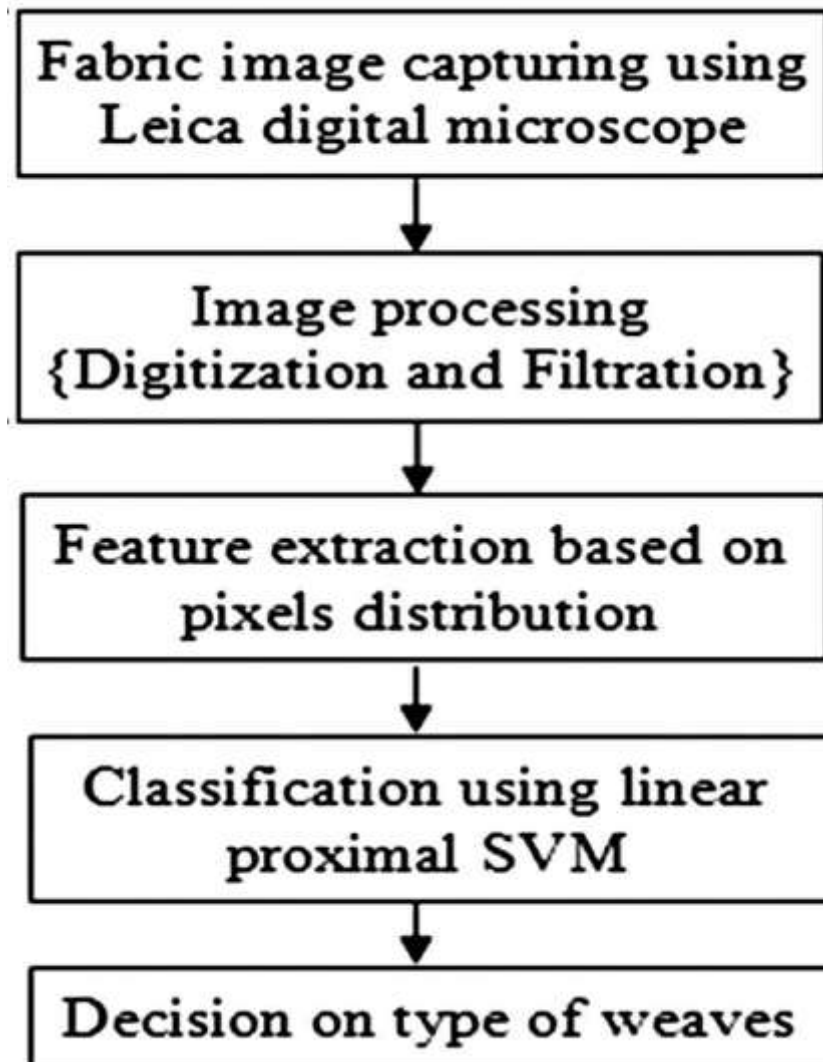 Fabric image capturing using
Leica digital microscope
Image processing
{Digitization and Filtration}
Feature extraction based on
pixels distribution
Classification using linear
proximal SVM
Decision on type of weaves